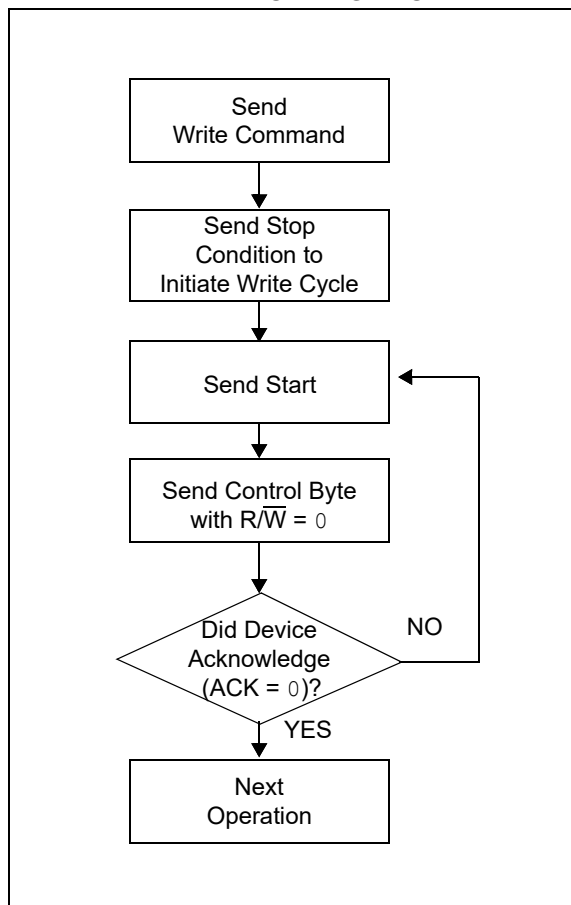 Send
Write Command
Send Stop
Condition to
Initiate Write Cycle
Send Start
Send Control Byte
with R/W̅ = 0
Did Device
Acknowledge
(ACK = 0)?
NO
YES
Next
Operation